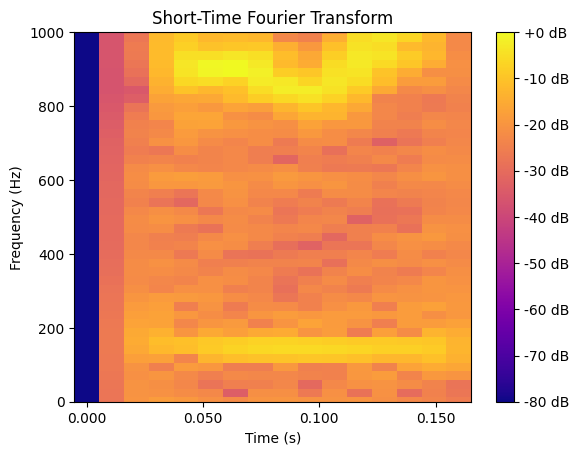 Short-Time Fourier Transform
1000
800
600
400
200
0
Frequency (Hz)
0.000
0.050
0.100
0.150
Time (s)
+0 dB
-10 dB
-20 dB
-30 dB
-40 dB
-50 dB
-60 dB
-70 dB
-80 dB